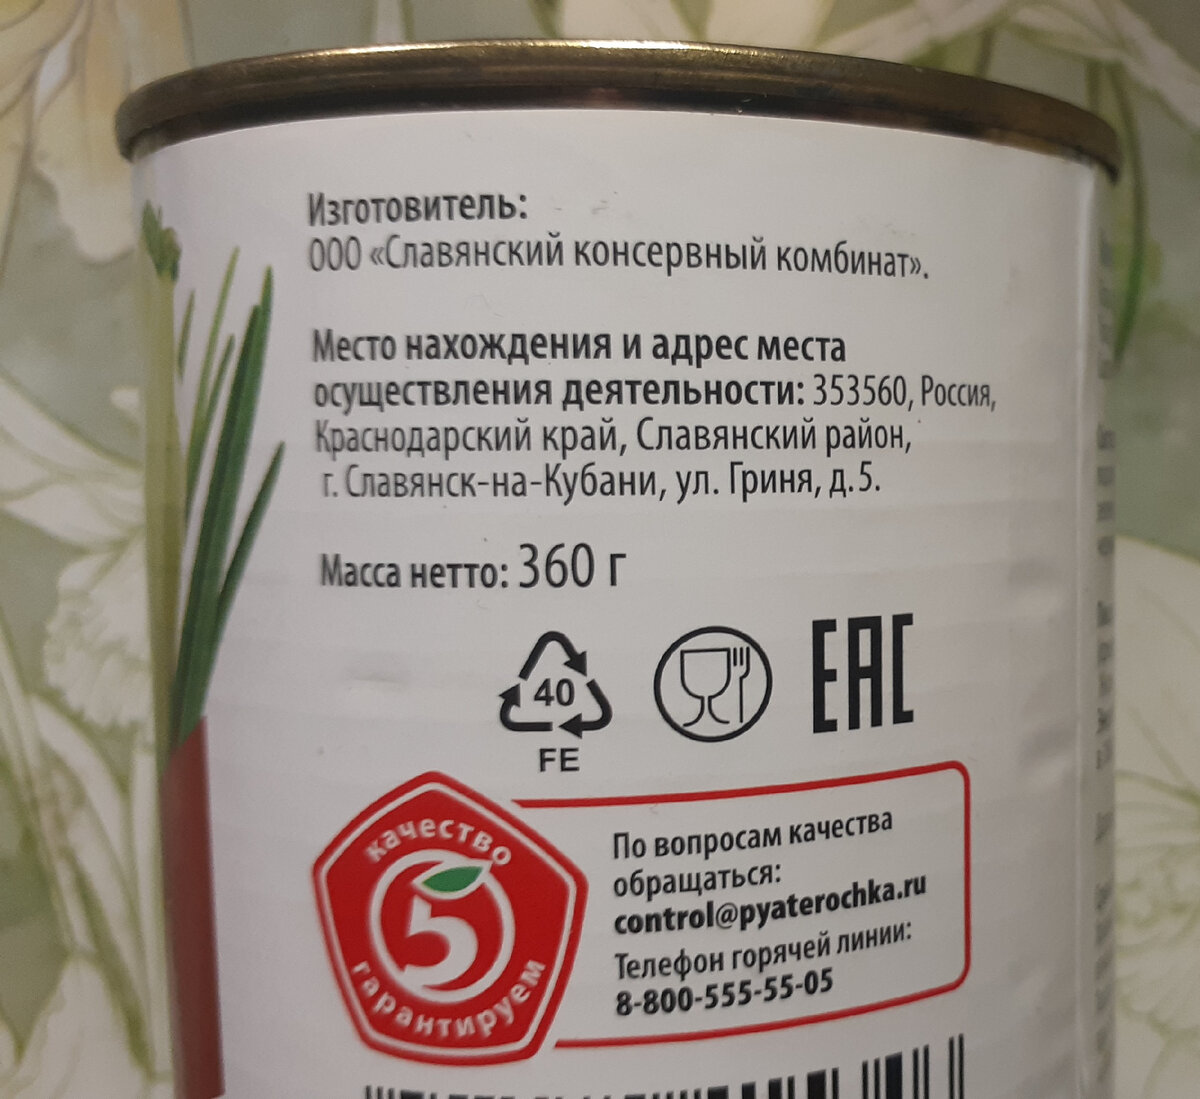 Изготовитель:
ООО «Славянский консервный комбинат».
Место нахождения и адрес места
осуществления деятельности: 353560, Россия,
Краснодарский край, Славянский район,
г. Славянск-на-Кубани, ул. Гриня, д.5.
Масса нетто: 360 г
40
FE
EAC
качество
5
гарантируем
По вопросам качества
обращаться:
control@pyaterochka.ru
Телефон горячей линии:
8-800-555-55-05